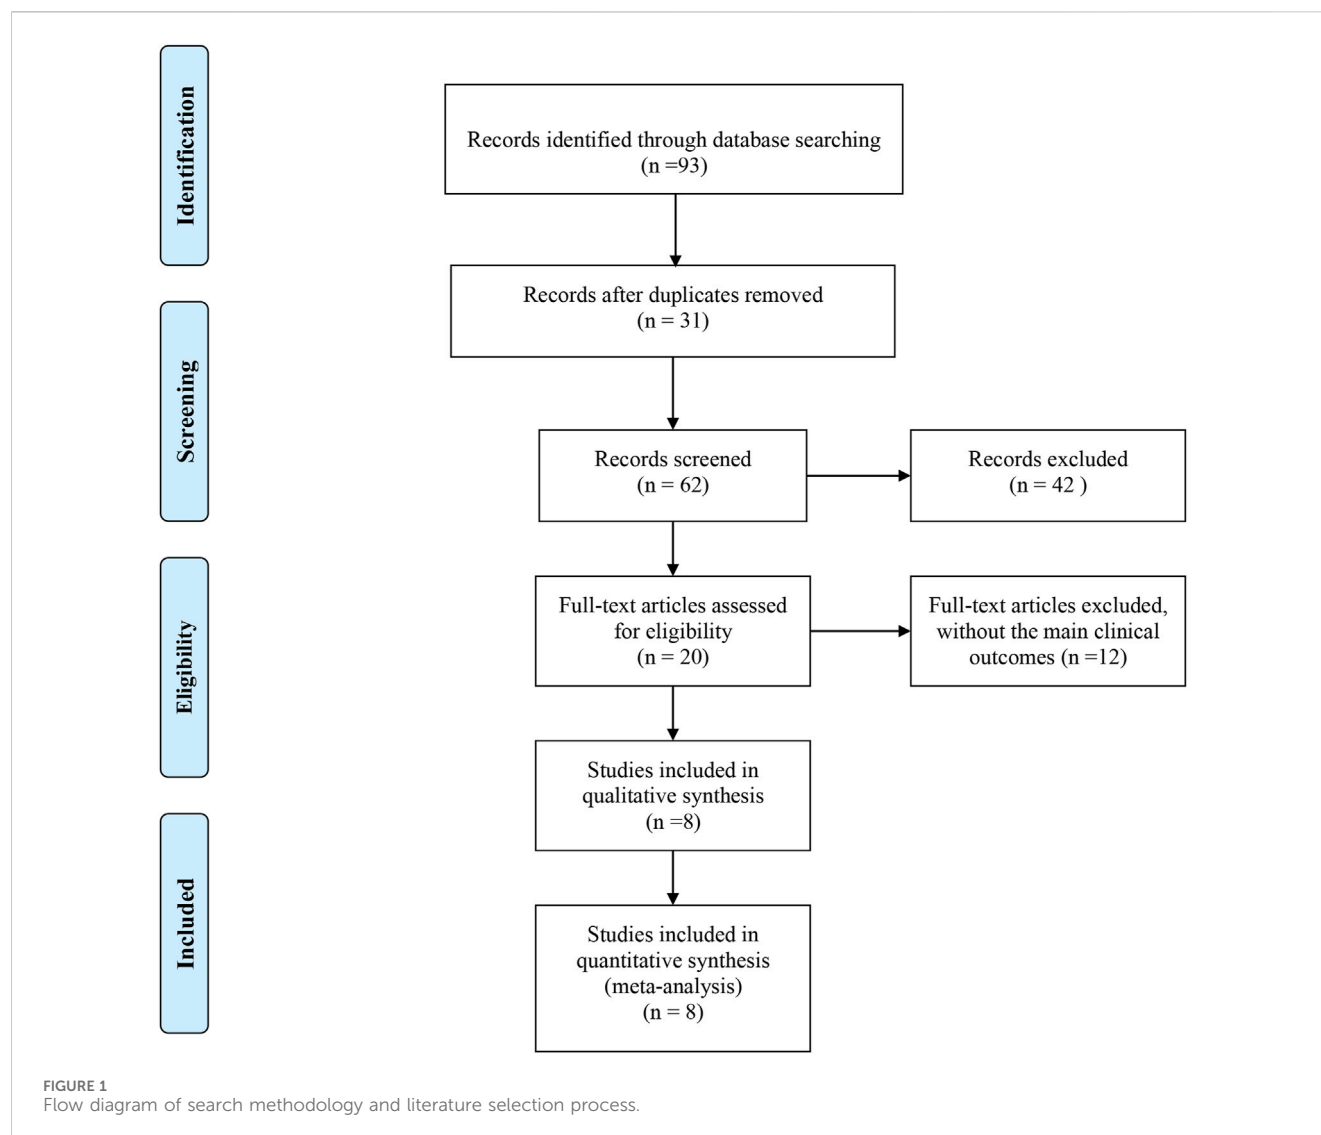 Identification
Records identified through database searching
(n =93)
Records after duplicates removed
(n = 31)
Screening
Records screened
(n = 62)
Records excluded
(n = 42 )
Eligibility
Full-text articles assessed
for eligibility
(n = 20)
Full-text articles excluded,
without the main clinical
outcomes (n =12)
Studies included in
qualitative synthesis
(n =8)
Included
Studies included in
quantitative synthesis
(meta-analysis)
(n = 8)
FIGURE 1
Flow diagram of search methodology and literature selection process.